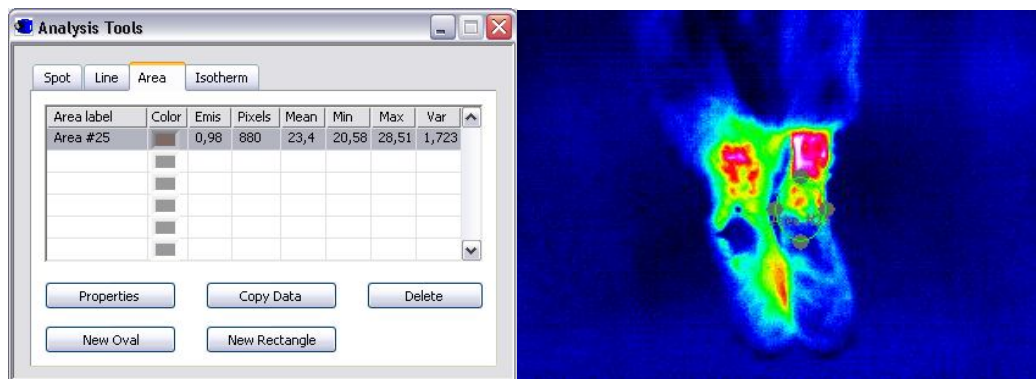 Analysis Tools
Spot Line Area Isotherm
Area label Color Emis Pixels Mean Min Max Var
Area #25 0,98 880 23,4 20,58 28,51 1,723
Properties Copy Data Delete
New Oval New Rectangle